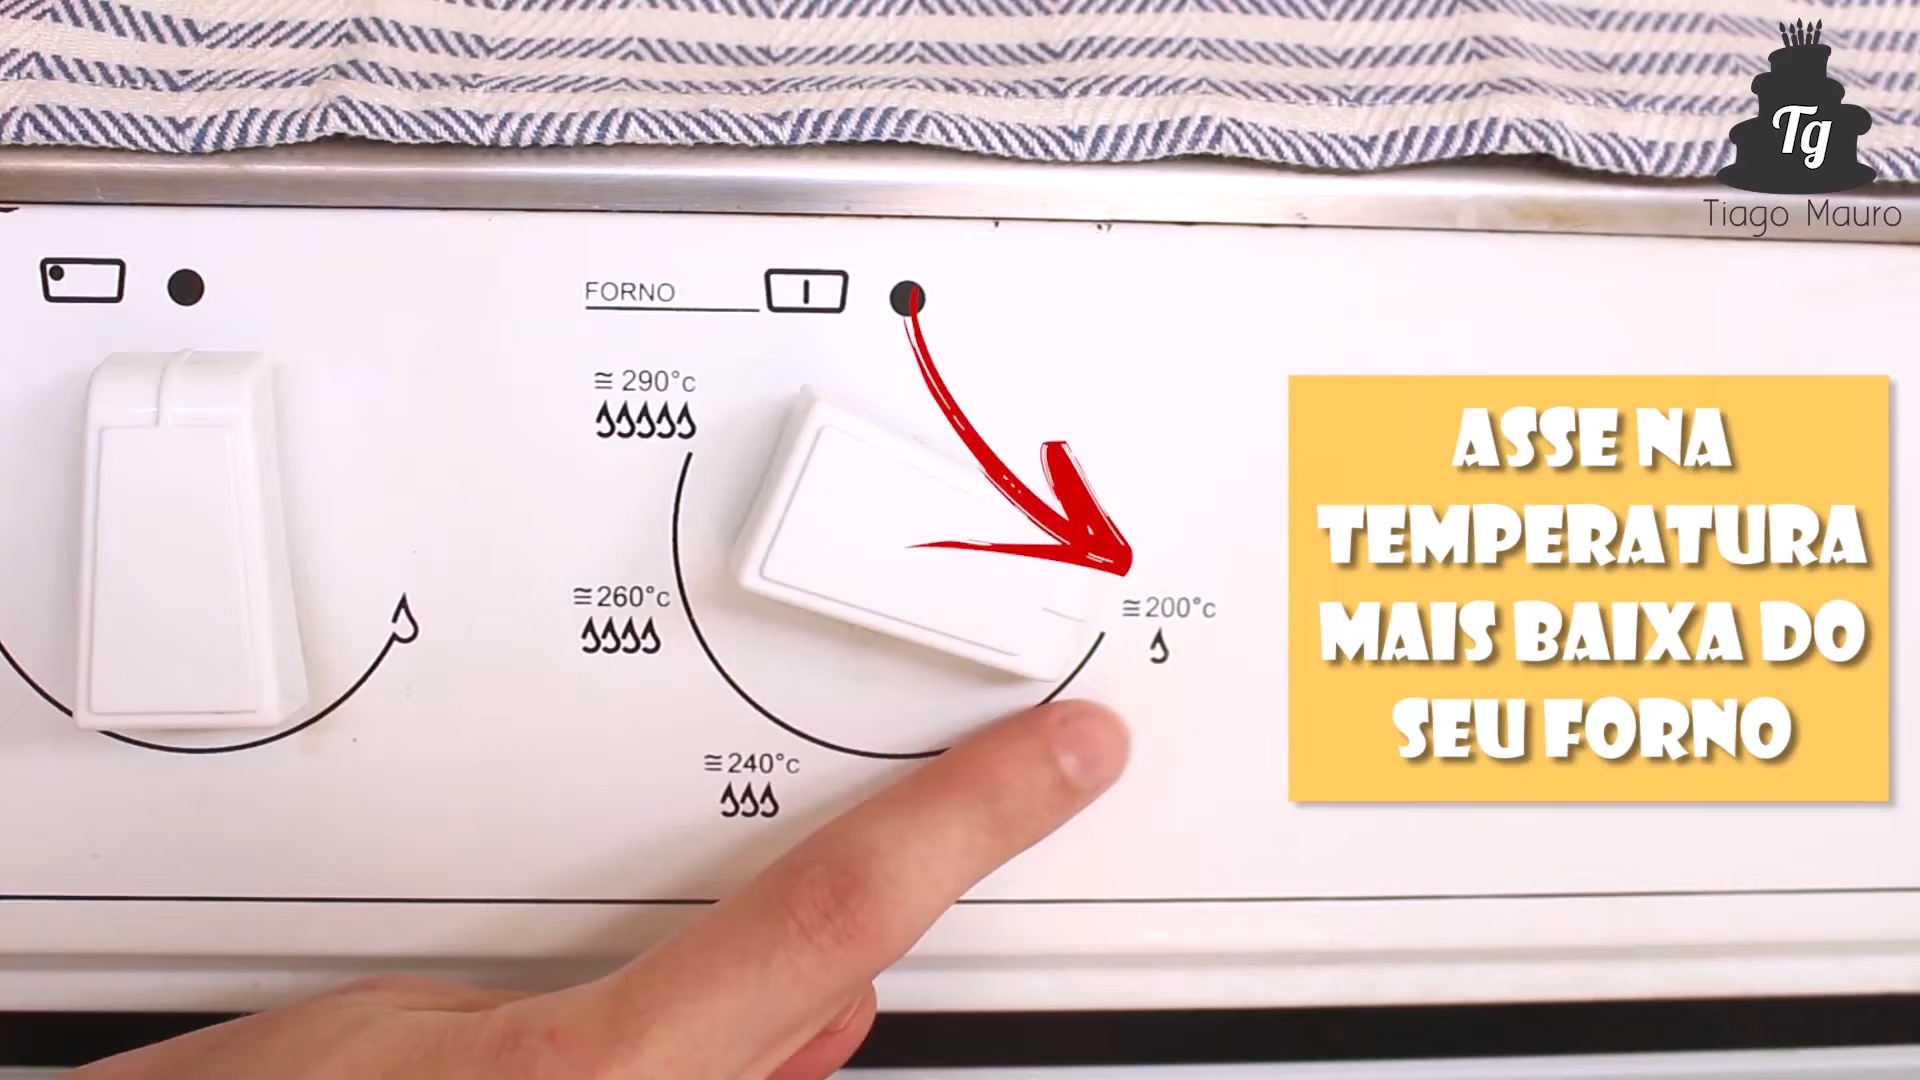 Tg
Tiago Mauro
FORNO
≅ 290°c
≅260°c
≅240°c
≅200°c
ASSE NA
TEMPERATURA
MAIS BAIXA DO
SEU FORNO